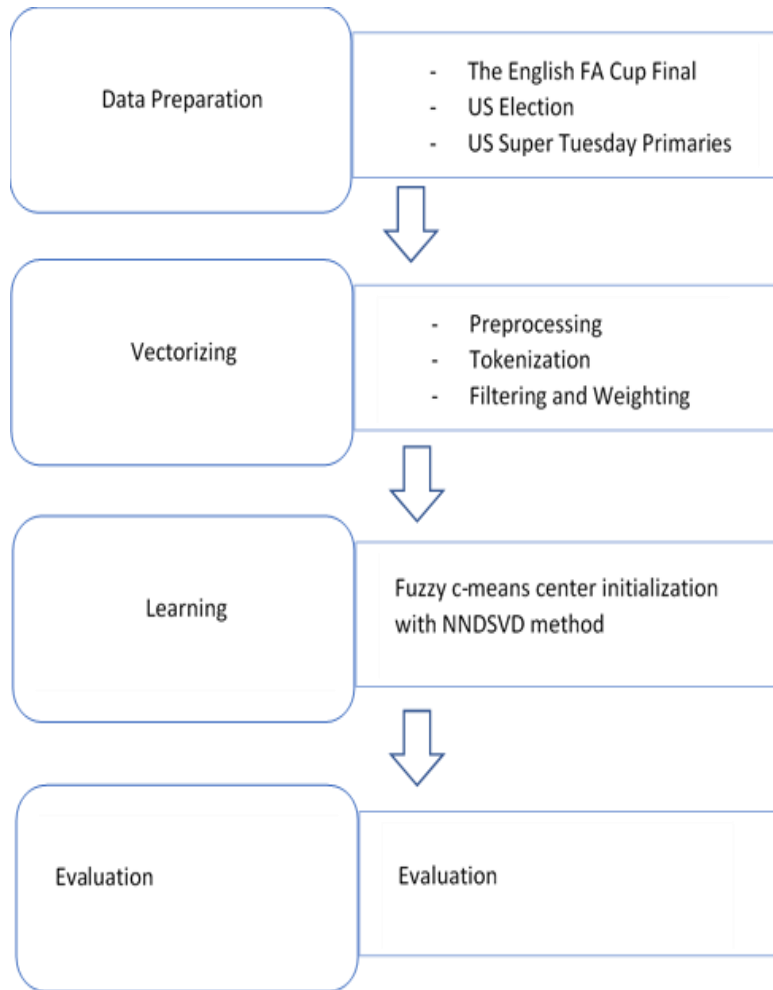 Data Preparation
- The English FA Cup Final
- US Election
- US Super Tuesday Primaries
Vectorizing
- Preprocessing
- Tokenization
- Filtering and Weighting
Learning
Fuzzy c-means center initialization
with NNDSVD method
Evaluation
Evaluation